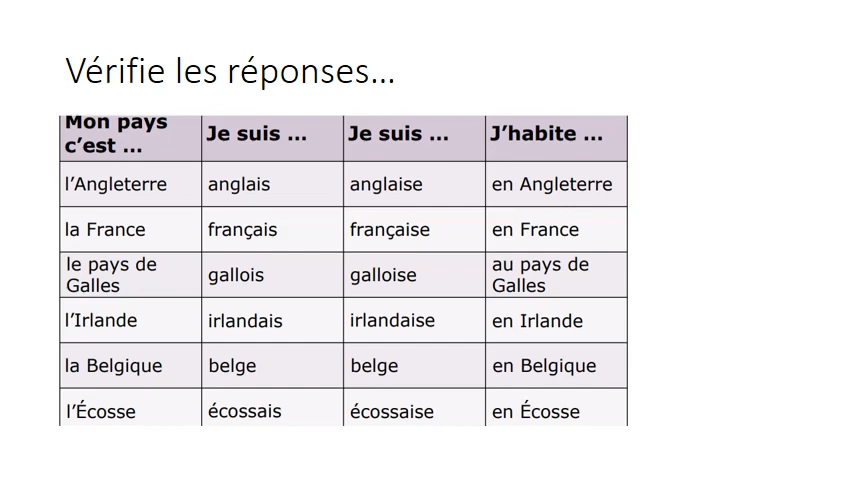 Vérifie les réponses...
Mon pays c'est ... Je suis ... Je suis ... J'habite ...
l'Angleterre anglais anglaise en Angleterre
la France français française en France
le pays de Galles gallois galloise au pays de Galles
l'Irlande irlandais irlandaise en Irlande
la Belgique belge belge en Belgique
l'Écosse écossais écossaise en Écosse